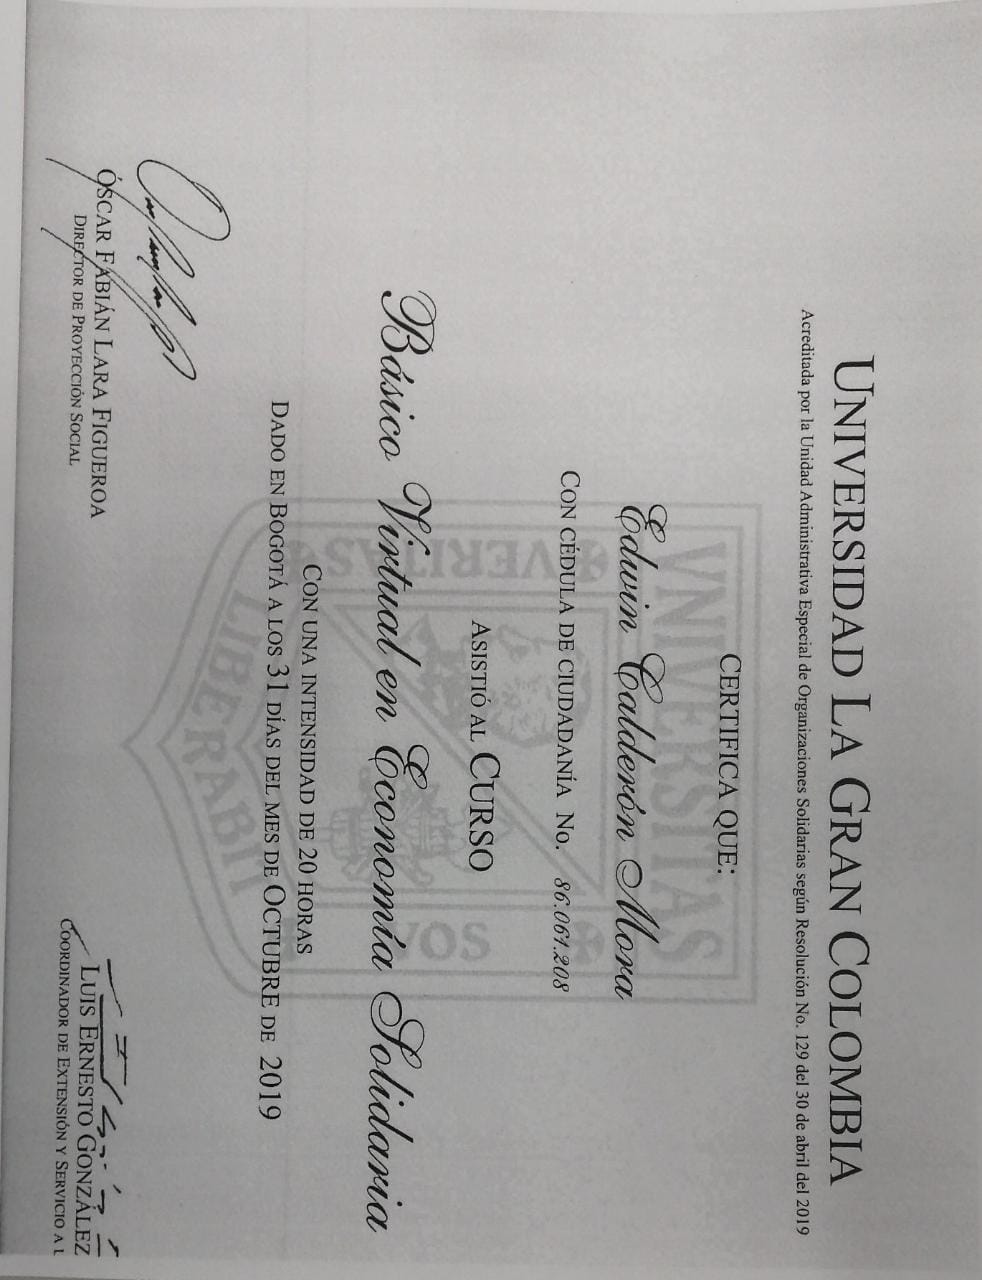 UNIVERSIDAD LA GRAN COLOMBIA
Acreditada por la Unidad Administrativa Especial de Organizaciones Solidarias según Resolución No. 129 del 30 de abril del 2019
CERTIFICA QUE:
VNIVERSITAS
Edwin Calderón Mora
CON CÉDULA DE CIUDADANÍA No. 86.061.208
VERITAS
VOS
ASISTIÓ AL CURSO
Básico Virtual en Economía Solidaria
CON UNA INTENSIDAD DE 20 HORAS
DADO EN BOGOTÁ A LOS 31 DÍAS DEL MES DE OCTUBRE DE 2019
LIBERABIT
ÓSCAR FABIÁN LARA FIGUEROA
DIRECTOR DE PROYECCIÓN SOCIAL
LUIS ERNESTO GONZÁLEZ
COORDINADOR DE EXTENSIÓN Y SERVICIO A L